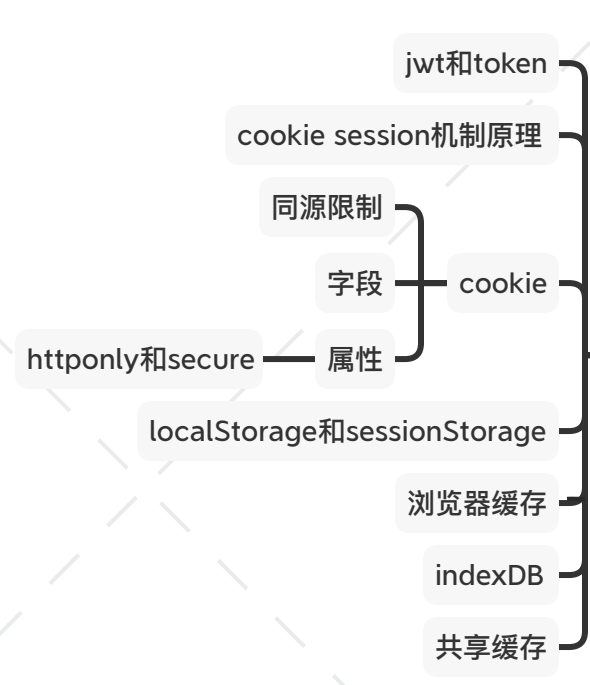 jwt和token
cookie session机制原理
同源限制
字段
cookie
httponly和secure
属性
localStorage和sessionStorage
浏览器缓存
indexDB
共享缓存